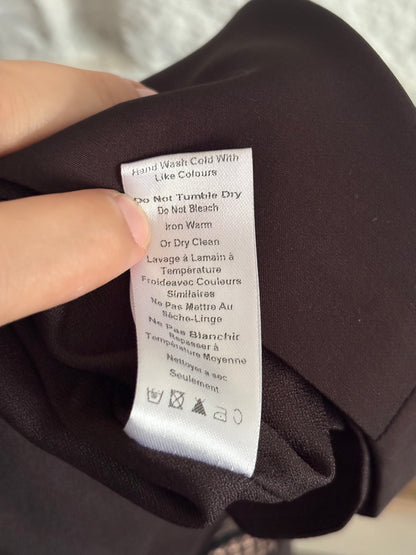 Hand Wash Cold With
Like Colours
Do Not Tumble Dry
Do Not Bleach
Iron Warm
Or Dry Clean
Lavage à Lamain à
Température
Froideavec Couleurs
Similaires
Ne Pas Mettre Au
Sèche-Linge
Ne Pas Blanchir
Repasser à
Température Moyenne
Nettoyer a sec
Seulement